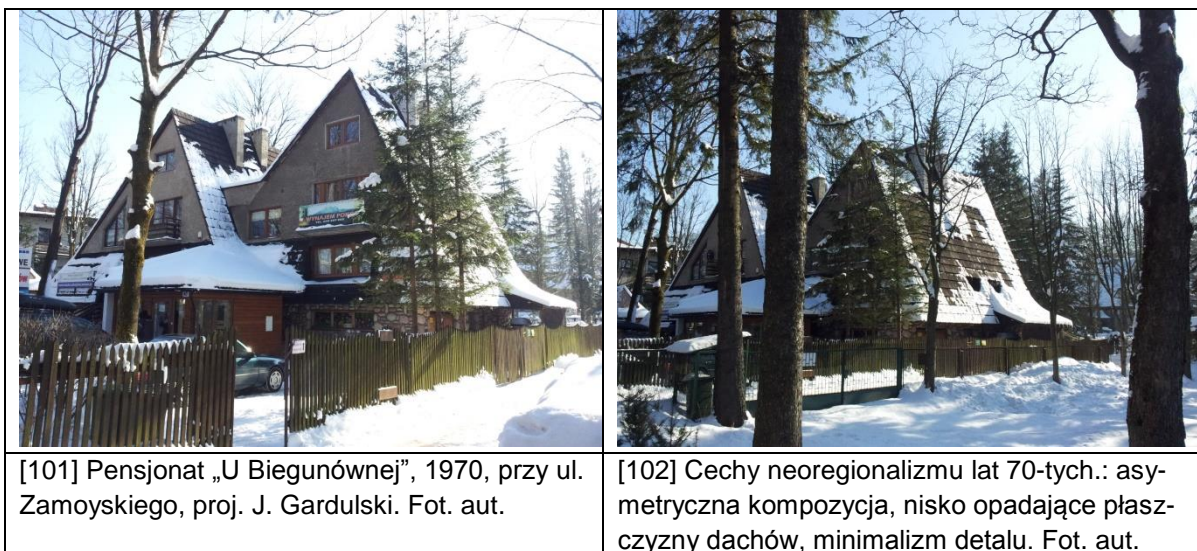 WYNAJEM
[101] Pensjonat „U Biegunównej”, 1970, przy ul.
Zamoyskiego, proj. J. Gardulski. Fot. aut.
[102] Cechy neoregionalizmu lat 70-tych.: asy-
metryczna kompozycja, nisko opadające płasz-
czyzny dachów, minimalizm detalu. Fot. aut.